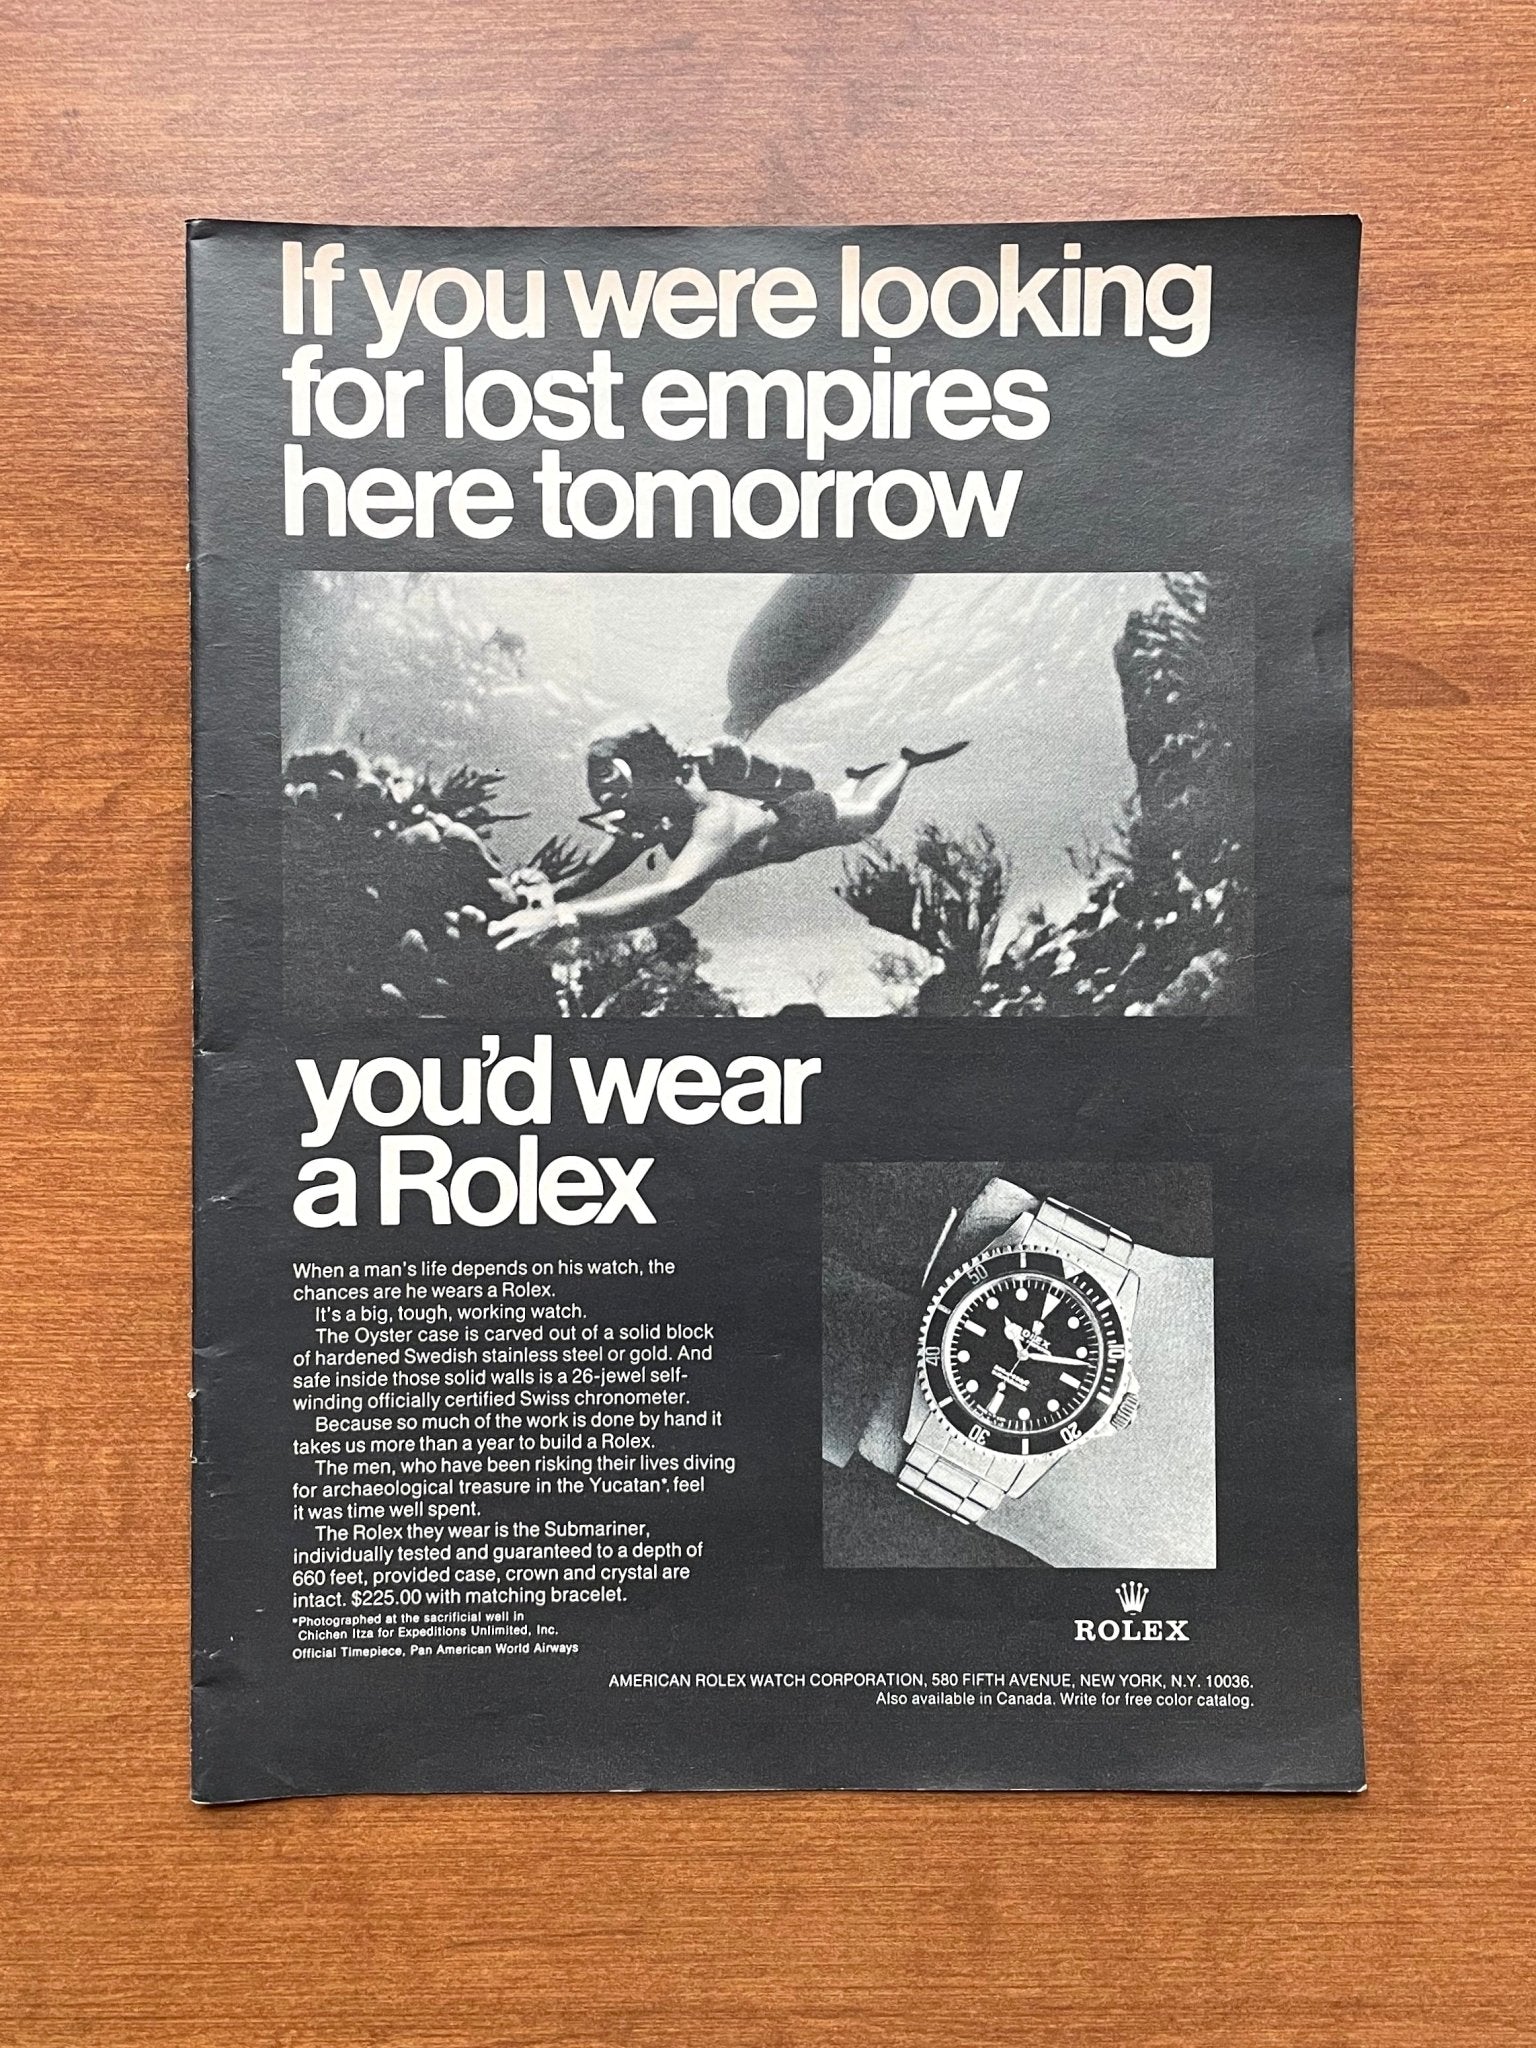 If you were looking
for lost empires
here tomorrow
you'd wear
a Rolex
When a man's life depends on his watch, the
chances are he wears a Rolex.
It's a big, tough, working watch.
The Oyster case is carved out of a solid block
of hardened Swedish stainless steel or gold. And
safe inside those solid walls is a 26-jewel self-
winding officially certified Swiss chronometer.
Because so much of the work is done by hand it
takes us more than a year to build a Rolex.
The men, who have been risking their lives diving
for archaeological treasure in the Yucatan*, feel
it was time well spent.
The Rolex they wear is the Submariner,
individually tested and guaranteed to a depth of
660 feet, provided case, crown and crystal are
intact. $225.00 with matching bracelet.
*Photographed at the sacrificial well in
Chichen Itza for Expeditions Unlimited, Inc.
Official Timepiece, Pan American World Airways
50
10
40
20
30
ROLEX
ROLEX
AMERICAN ROLEX WATCH CORPORATION, 580 FIFTH AVENUE, NEW YORK, N.Y. 10036.
Also available in Canada. Write for free color catalog.